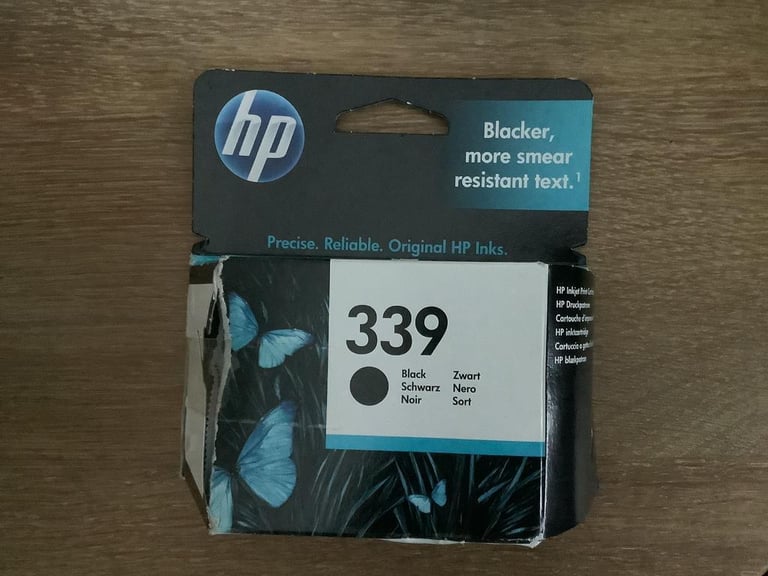 hp
Blacker,
more smear
resistant text.¹
Precise. Reliable. Original HP Inks.
339
Black Zwart
Schwarz Nero
Noir Sort
HP Inkjet Print
HP Druckpatrone
Cartouche
HP inktcartridge
Cartuccia a
HP blækpatron